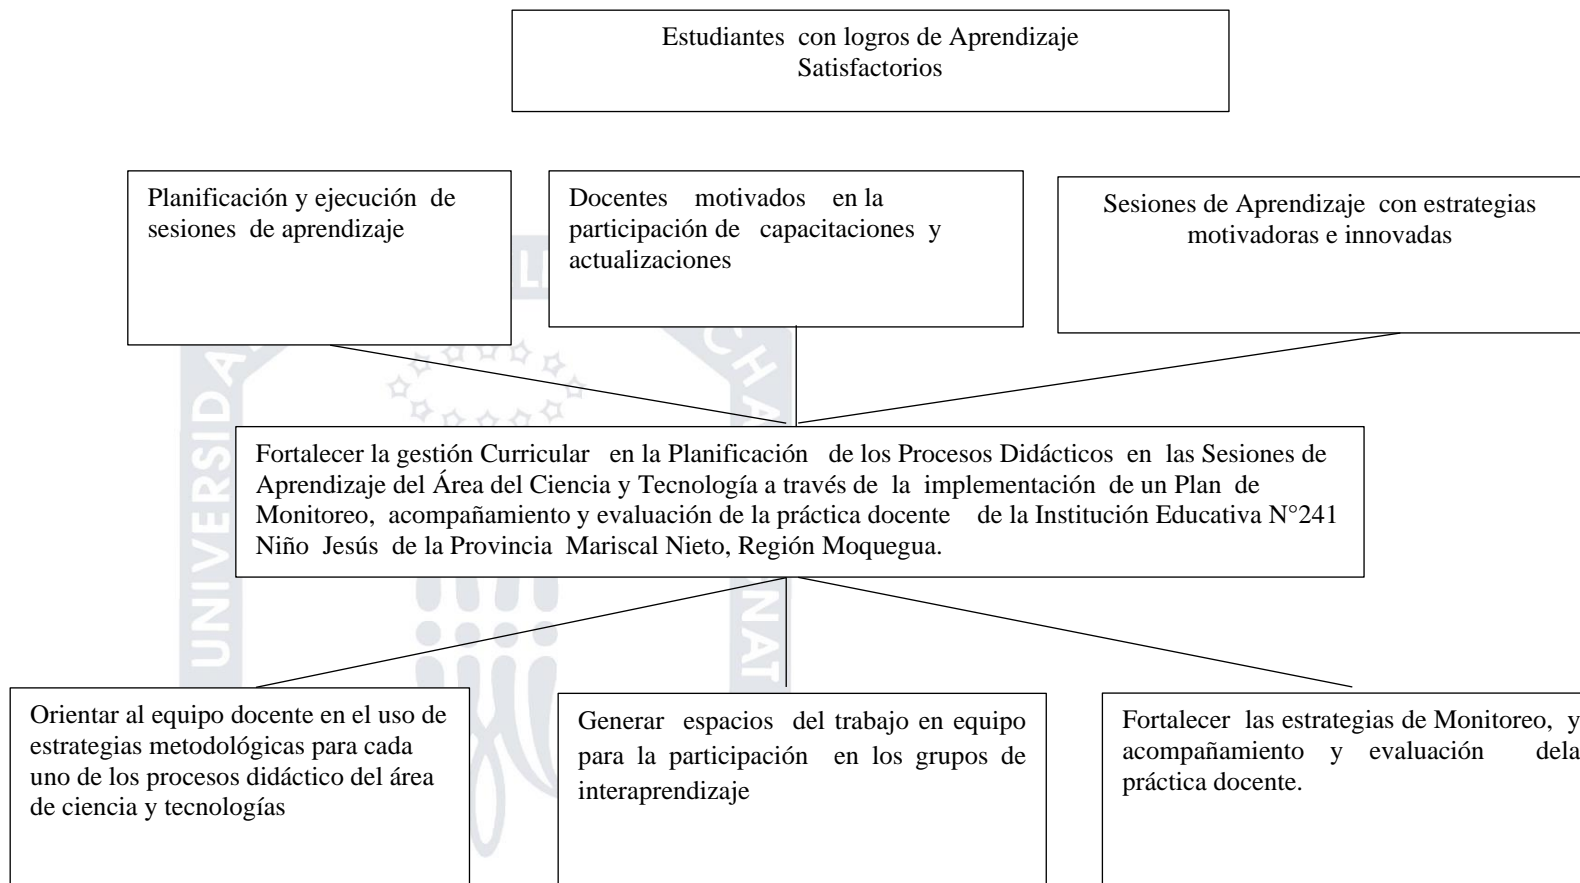 Estudiantes con logros de Aprendizaje
Satisfactorios
Planificación y ejecución de
sesiones de aprendizaje
Docentes motivados en la
participación de capacitaciones y
actualizaciones
Sesiones de Aprendizaje con estrategias
motivadoras e innovadas
Fortalecer la gestión Curricular en la Planificación de los Procesos Didácticos en las Sesiones de
Aprendizaje del Área del Ciencia y Tecnología a través de la implementación de un Plan de
Monitoreo, acompañamiento y evaluación de la práctica docente de la Institución Educativa N°241
Niño Jesús de la Provincia Mariscal Nieto, Región Moquegua.
Orientar al equipo docente en el uso de
estrategias metodológicas para cada
uno de los procesos didáctico del área
de ciencia y tecnologías
Generar espacios del trabajo en equipo
para la participación en los grupos de
interaprendizaje
Fortalecer las estrategias de Monitoreo, y
acompañamiento y evaluación dela
práctica docente.